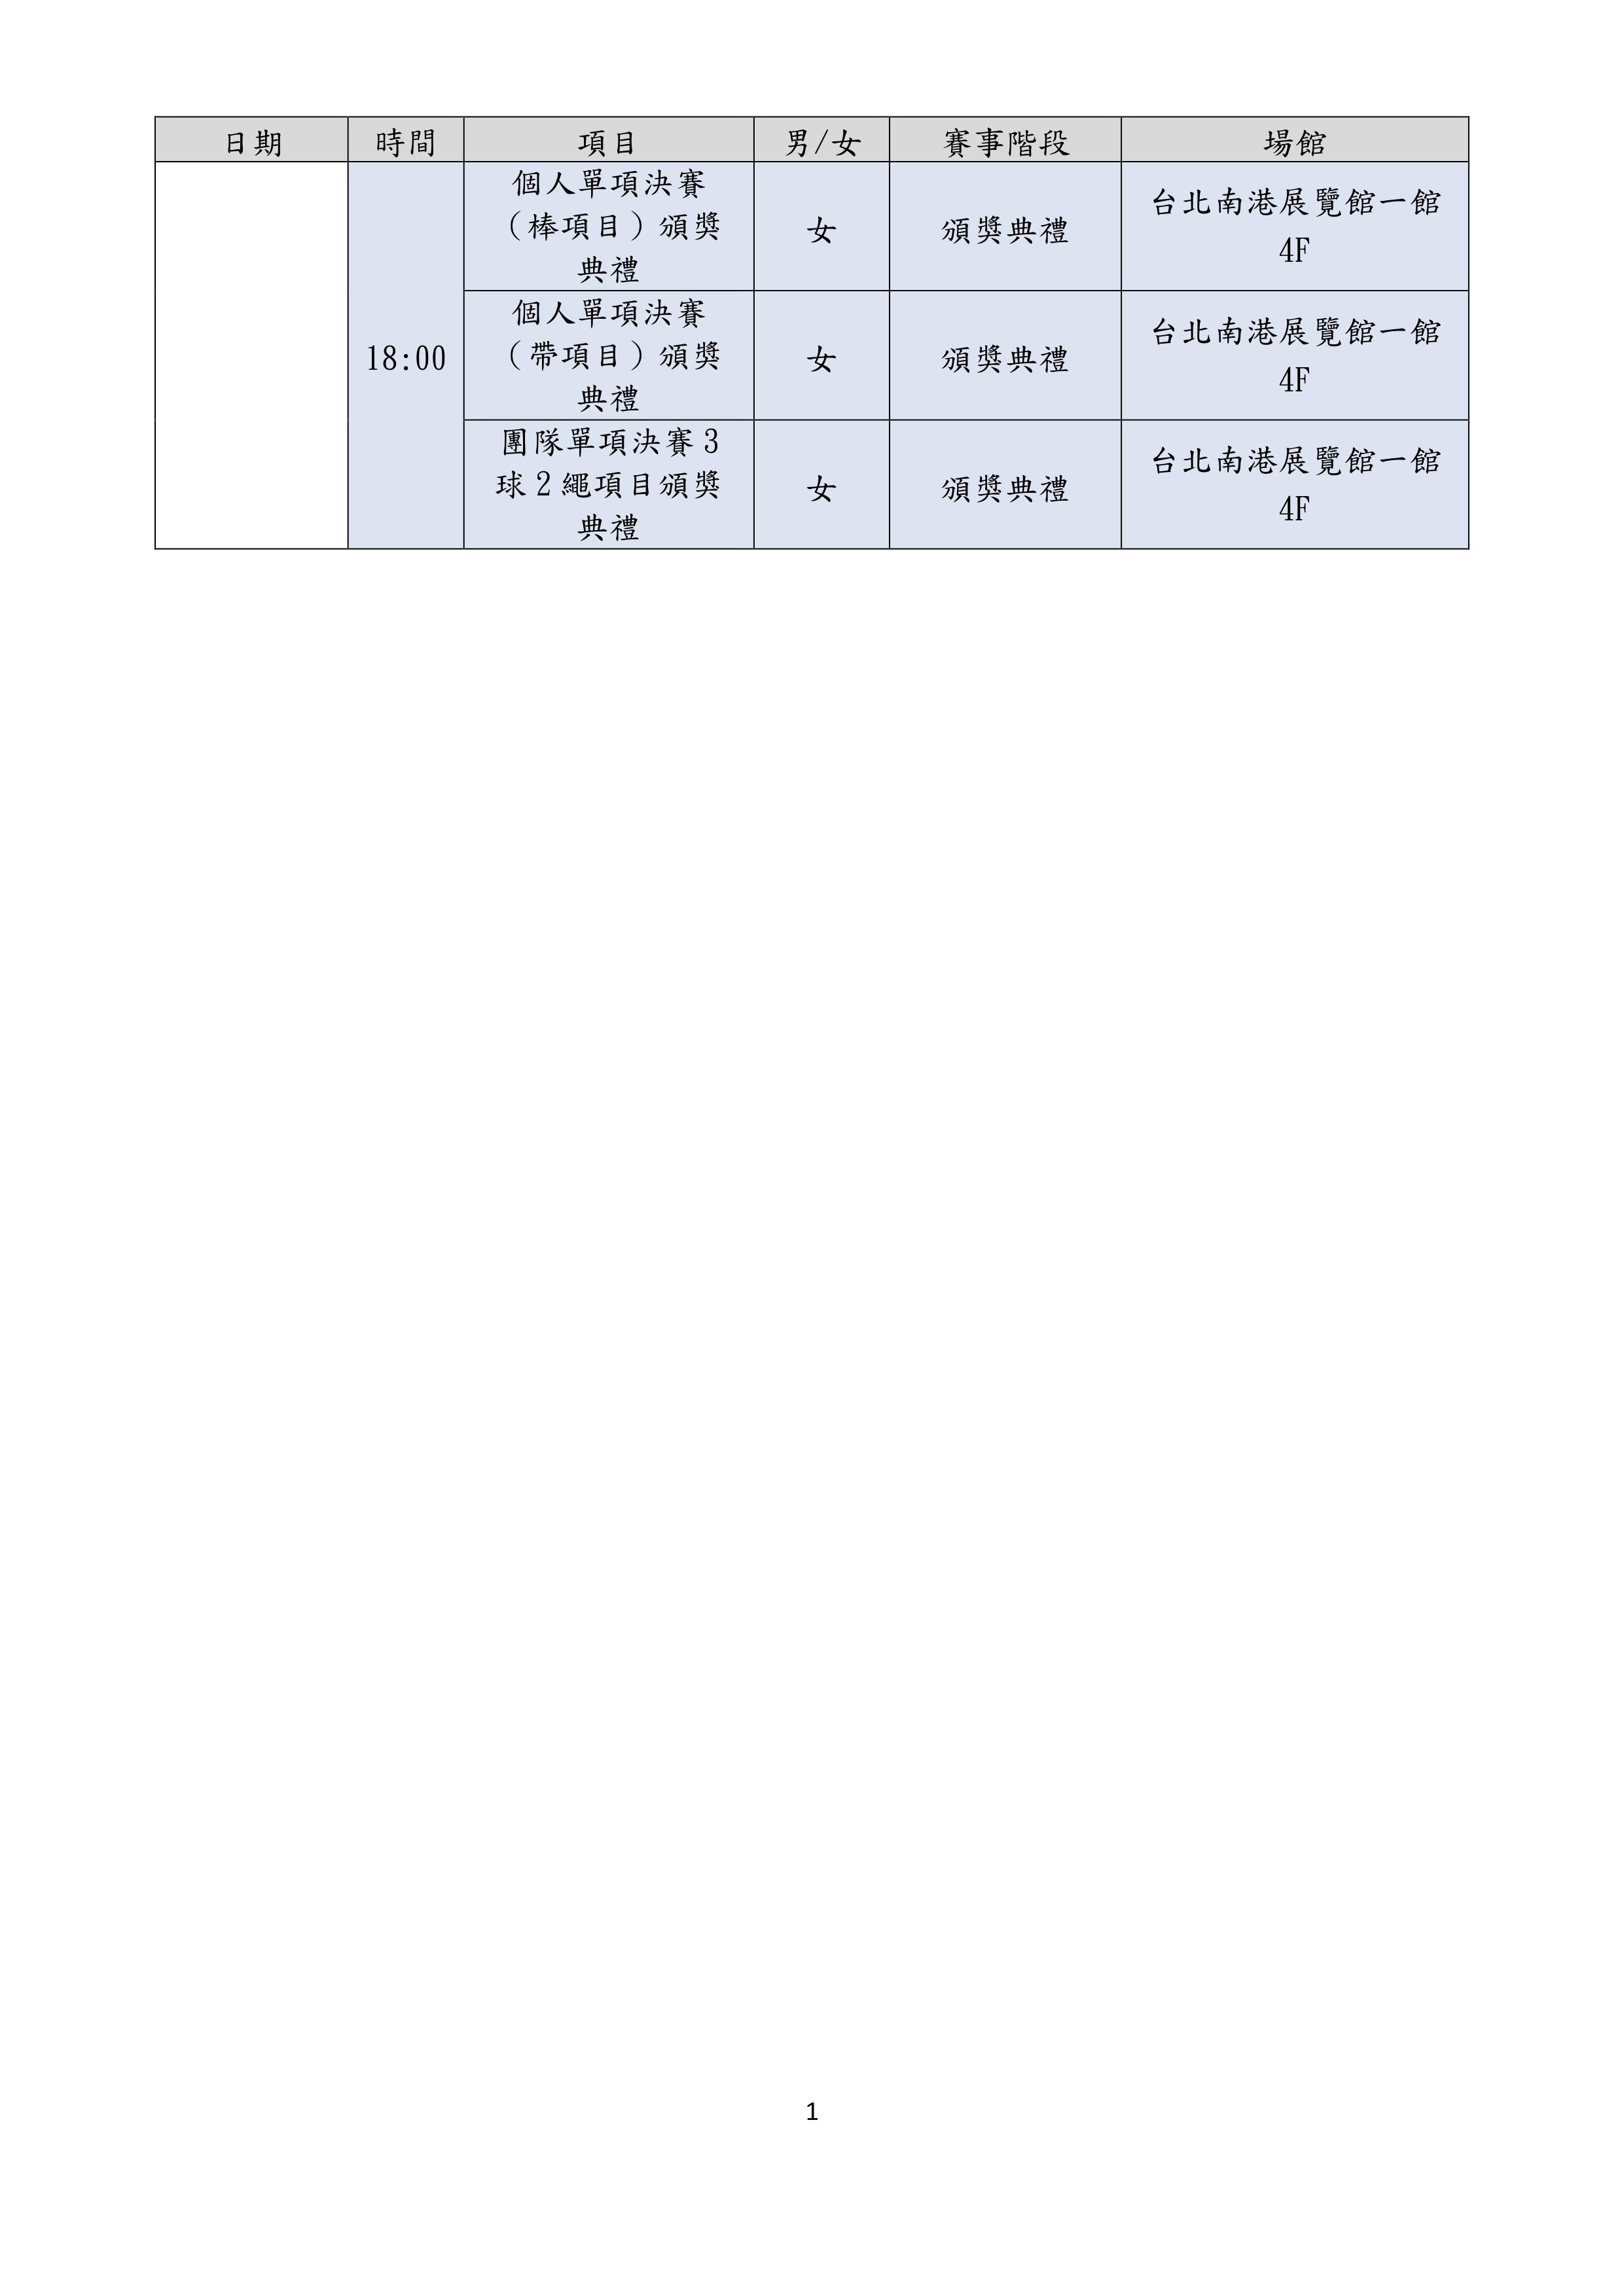 日期 時間 項目 男/女 賽事階段 場館
18:00
個人單項決賽
（棒項目）頒獎
典禮
女
頒獎典禮
台北南港展覽館一館
4F
個人單項決賽
（帶項目）頒獎
典禮
女
頒獎典禮
台北南港展覽館一館
4F
團隊單項決賽 3
球 2 繩項目頒獎
典禮
女
頒獎典禮
台北南港展覽館一館
4F
1